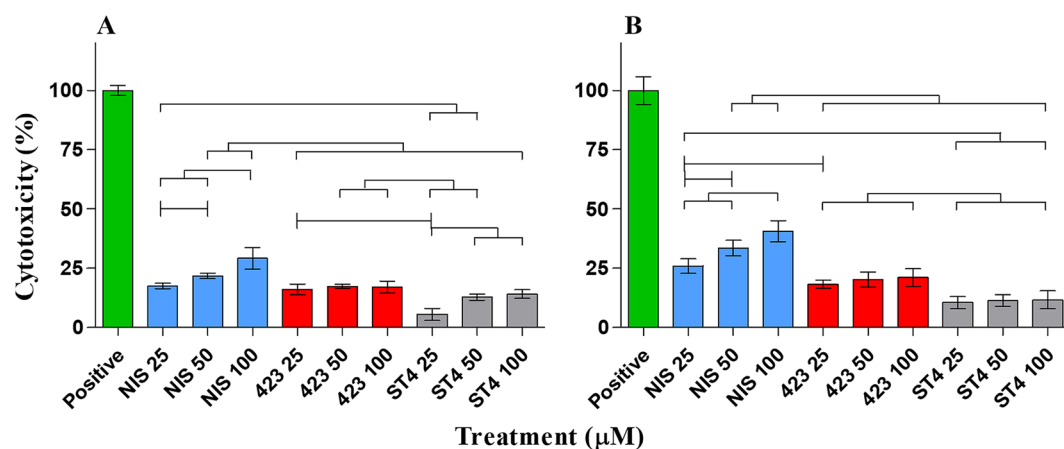 A
B
Cytotoxicity (%)
100
75
50
25
0
Positive
NIS 25
NIS 50
NIS 100
423 25
423 50
423 100
ST4 25
ST4 50
ST4 100
100
75
50
25
0
Positive
NIS 25
NIS 50
NIS 100
423 25
423 50
423 100
ST4 25
ST4 50
ST4 100
Treatment (μM)